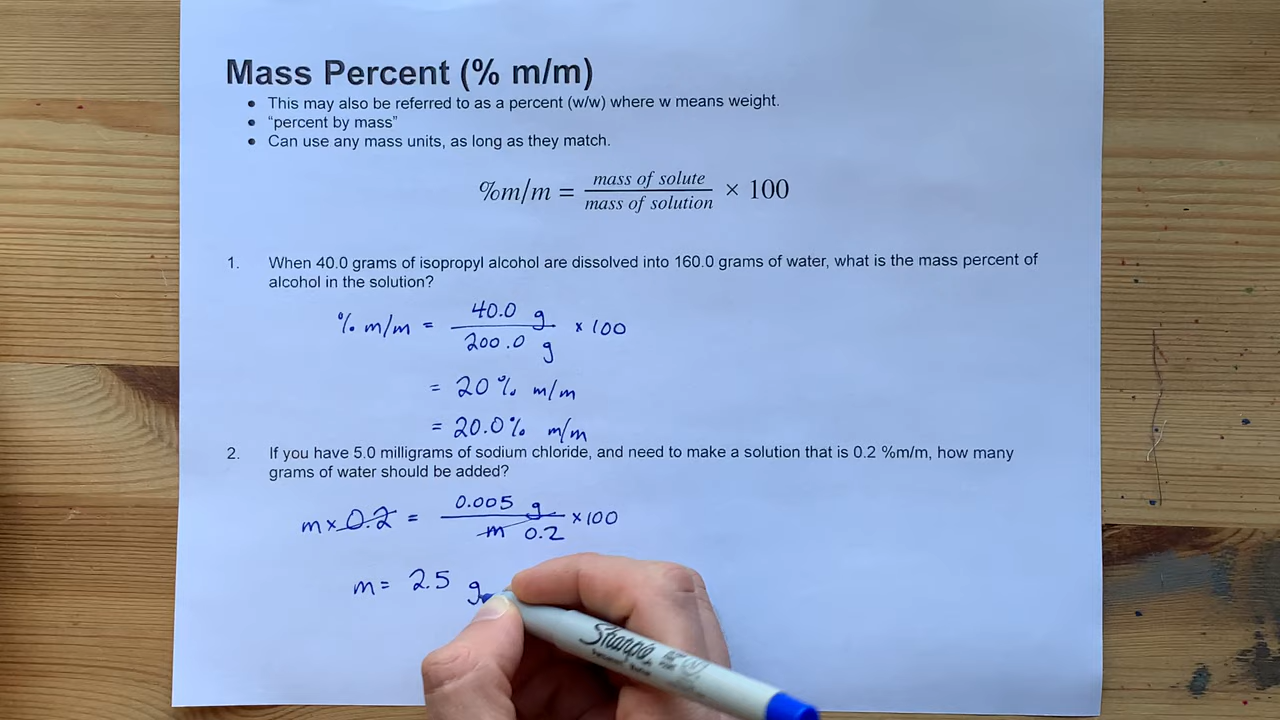 Mass Percent (% m/m)
• This may also be referred to as a percent (w/w) where w means weight.
• “percent by mass”
• Can use any mass units, as long as they match.
%m/m = mass of solute / mass of solution × 100
1. When 40.0 grams of isopropyl alcohol are dissolved into 160.0 grams of water, what is the mass percent of
alcohol in the solution?
% m/m = 40.0 g / 200.0 g × 100
= 20% m/m
= 20.0% m/m
2. If you have 5.0 milligrams of sodium chloride, and need to make a solution that is 0.2 %m/m, how many
grams of water should be added?
m × 0.2 = 0.005 g / m 0.2 × 100
m = 2.5 g
Sharpie